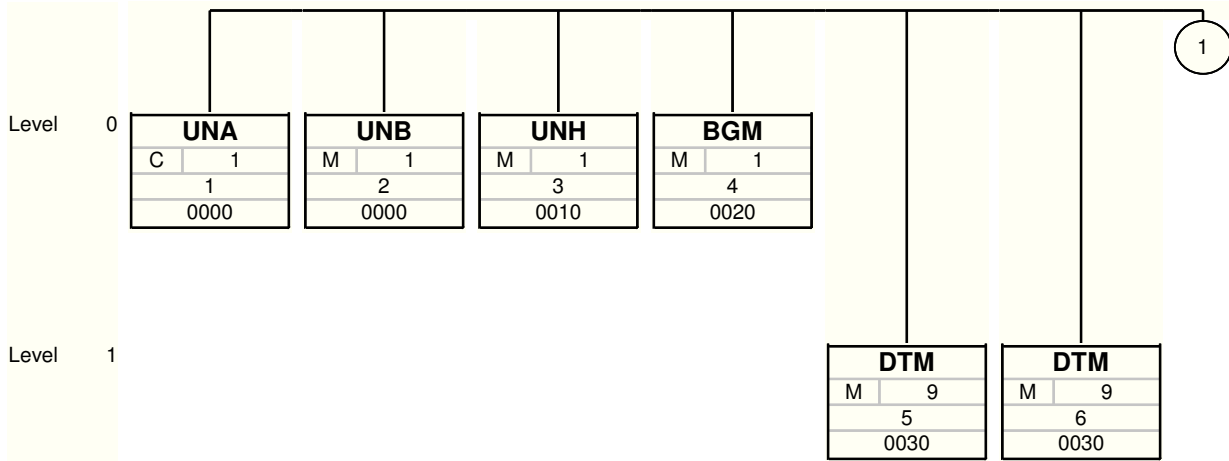 1
Level 0
UNA UNB UNH BGM
C 1 M 1 M 1 M 1
1 2 3 4
0000 0000 0010 0020
Level 1
DTM DTM
M 9 M 9
5 6
0030 0030